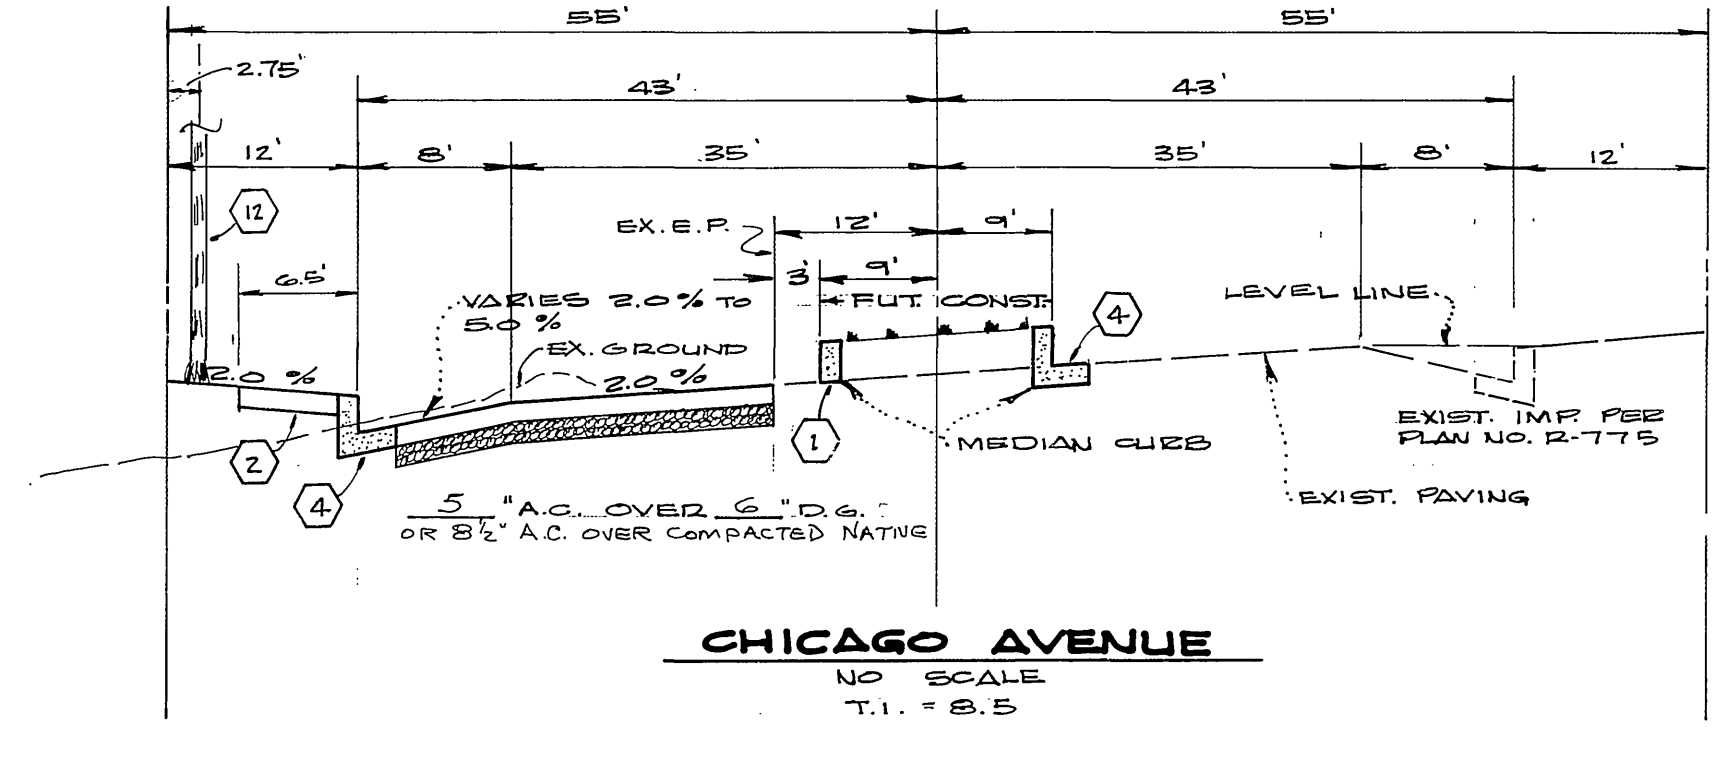 55' 55'
2.75'
43' 43'
12' 8' 35' 35' 8' 12'
12
EX. E.P. 12' 9'
6.5' 3' 9'
VARIES 2.0% TO
5.0 %
FUT. CONST.
4
LEVEL LINE
EX. GROUND
2.0 % 2.0 %
EXIST. IMP. PER
PLAN NO. R-775
1
MEDIAN CURB
2
4
EXIST. PAVING
5 " A.C. OVER 6 " D.G.
OR 8½" A.C. OVER COMPACTED NATIVE
CHICAGO AVENUE
NO SCALE
T.I. = 8.5